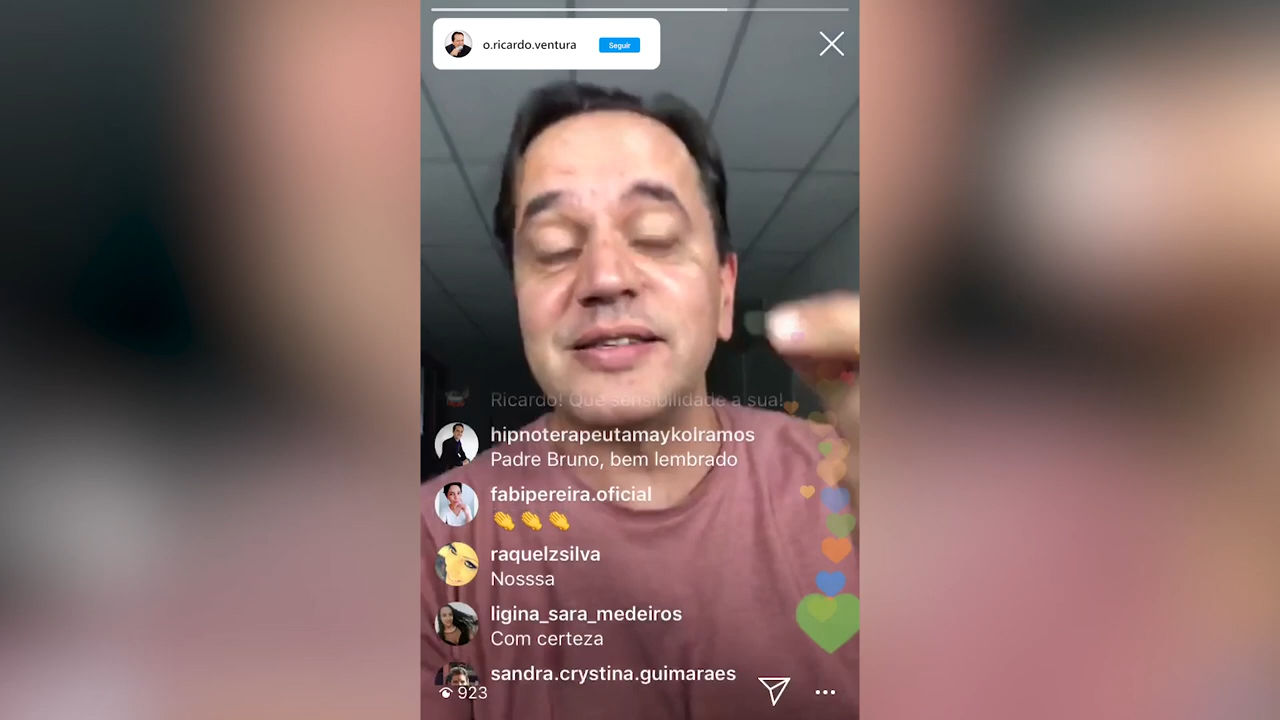 o.ricardo.ventura
Seguir
Ricardo! Que sensibilidade a sua!
hipnoterapeutamaykolramos
Padre Bruno, bem lembrado
fabipereira.oficial
👏👏👏
raquelzsilva
Nosssa
ligina_sara_medeiros
Com certeza
sandra.crystina.guimaraes
923